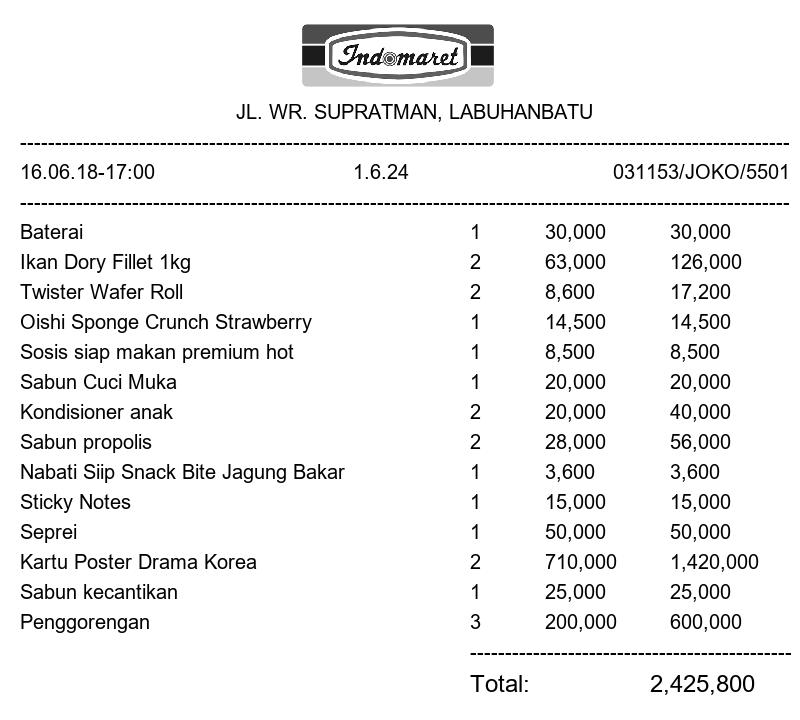 Indomaret
JL. WR. SUPRATMAN, LABUHANBATU
16.06.18-17:00 1.6.24 031153/JOKO/5501
Baterai 1 30,000 30,000
Ikan Dory Fillet 1kg 2 63,000 126,000
Twister Wafer Roll 2 8,600 17,200
Oishi Sponge Crunch Strawberry 1 14,500 14,500
Sosis siap makan premium hot 1 8,500 8,500
Sabun Cuci Muka 1 20,000 20,000
Kondisioner anak 2 20,000 40,000
Sabun propolis 2 28,000 56,000
Nabati Siip Snack Bite Jagung Bakar 1 3,600 3,600
Sticky Notes 1 15,000 15,000
Seprei 1 50,000 50,000
Kartu Poster Drama Korea 2 710,000 1,420,000
Sabun kecantikan 1 25,000 25,000
Penggorengan 3 200,000 600,000
Total: 2,425,800